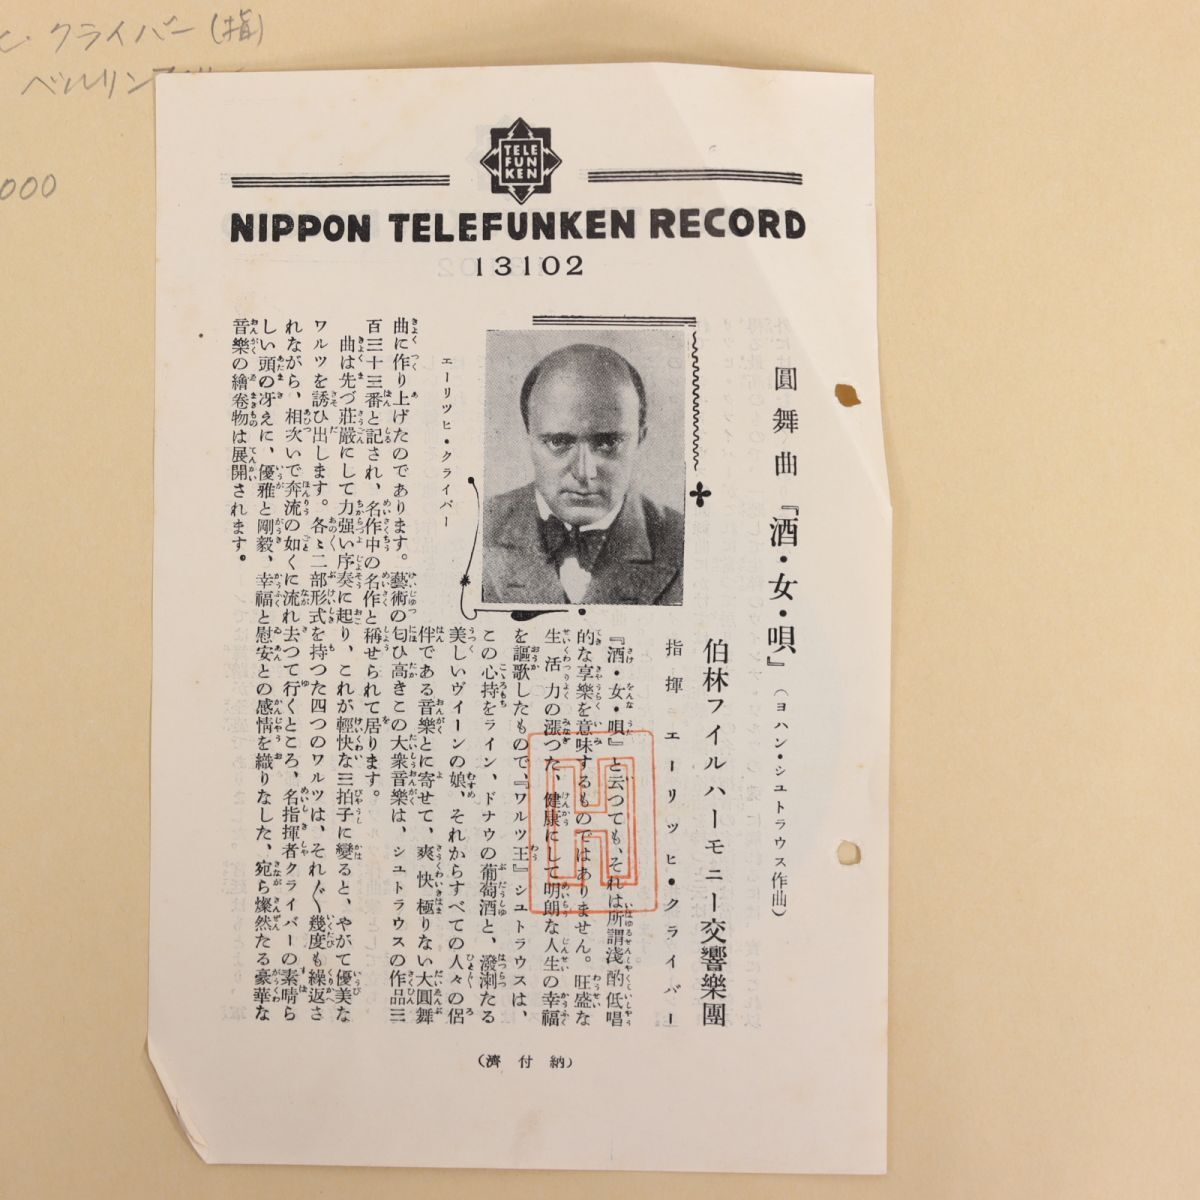 ヒ・クライバー(指)
ベルリン
000
TELE
FUN
KEN
NIPPON TELEFUNKEN RECORD
13102
圓舞曲『酒・女・唄』(ヨハン・シユトラウス作曲)
伯林フイルハーモニー交響樂團
指揮 エーリツヒ・クライバー
エーリツヒ・クライバー
『酒・女・唄』と云つても、それは所謂淺酌低唱
的な享樂を意味するものではありません。旺盛な
生活力の漲つた、健康にして明朗な人生の幸福
を謳歌したもので、『ワルツ王』シュトラウスは、
この心持をライン、ドナウの葡萄酒と、潑溂たる
美しいヴィーンの娘、それからすべての人々の侶
伴である音樂とに寄せて、爽快極りない大圓舞
曲に作り上げたのであります。藝術の匂ひ高きこの大衆音樂は、シュトラウスの作品三
百三十三番と記され、名作中の名作と稱せられて居ります。
曲は先づ莊嚴にして力强い序奏に起り、これが輕快な三拍子に變ると、やがて優美な
ワルツを誘ひ出します。各々二部形式を持つた四つのワルツは、それ〲幾度も繰返さ
れながら、相次いで奔流の如くに流れ去つて行くところ、名指揮者クライバーの素晴ら
しい頭の冴えに、優雅と剛毅、幸福と慰安との感情を織りなした、宛ら燦然たる豪華な
音樂の繪卷物は展開されます。
(納付濟)